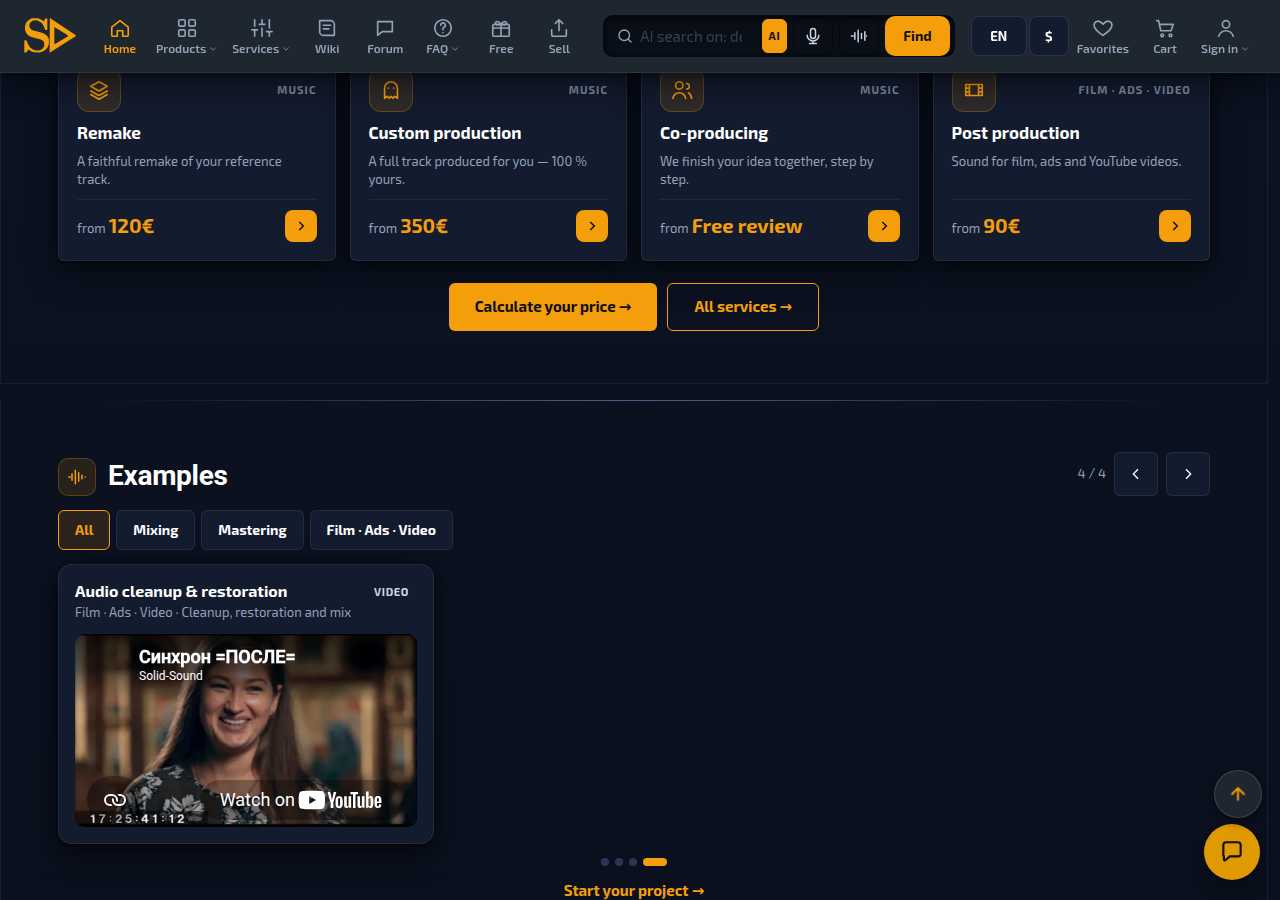 SD
Home
Products
Services
Wiki
Forum
FAQ
Free
Sell
AI search on: de
AI
Find
EN
$
Favorites
Cart
Sign in
MUSIC
Remake
A faithful remake of your reference
track.
from 120€
MUSIC
Custom production
A full track produced for you — 100 %
yours.
from 350€
MUSIC
Co-producing
We finish your idea together, step by
step.
from Free review
FILM · ADS · VIDEO
Post production
Sound for film, ads and YouTube videos.
from 90€
Calculate your price →
All services →
Examples
4 / 4
All
Mixing
Mastering
Film · Ads · Video
Audio cleanup & restoration
VIDEO
Film · Ads · Video · Cleanup, restoration and mix
Синхрон =ПОСЛЕ=
Solid-Sound
Watch on YouTube
17:25:41:12
Start your project →